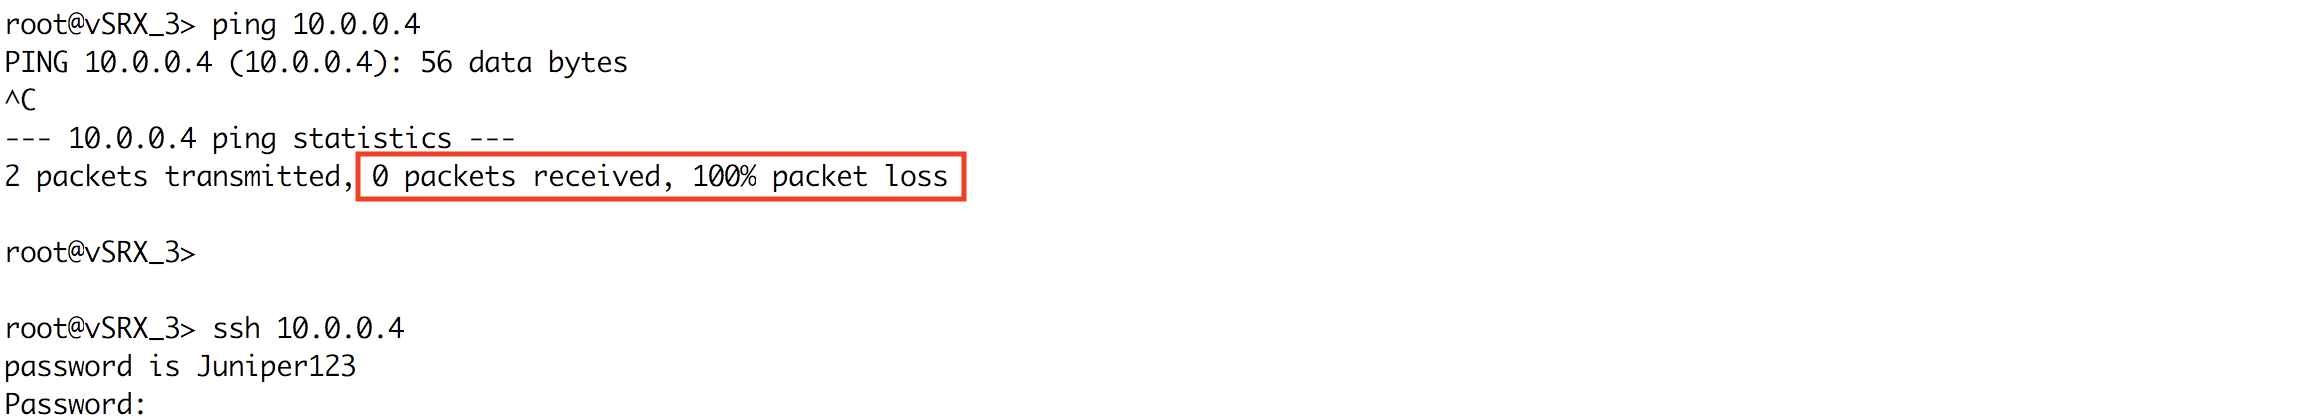 root@vSRX_3> ping 10.0.0.4
PING 10.0.0.4 (10.0.0.4): 56 data bytes
^C
--- 10.0.0.4 ping statistics ---
2 packets transmitted, 0 packets received, 100% packet loss
root@vSRX_3>
root@vSRX_3> ssh 10.0.0.4
password is Juniper123
Password: